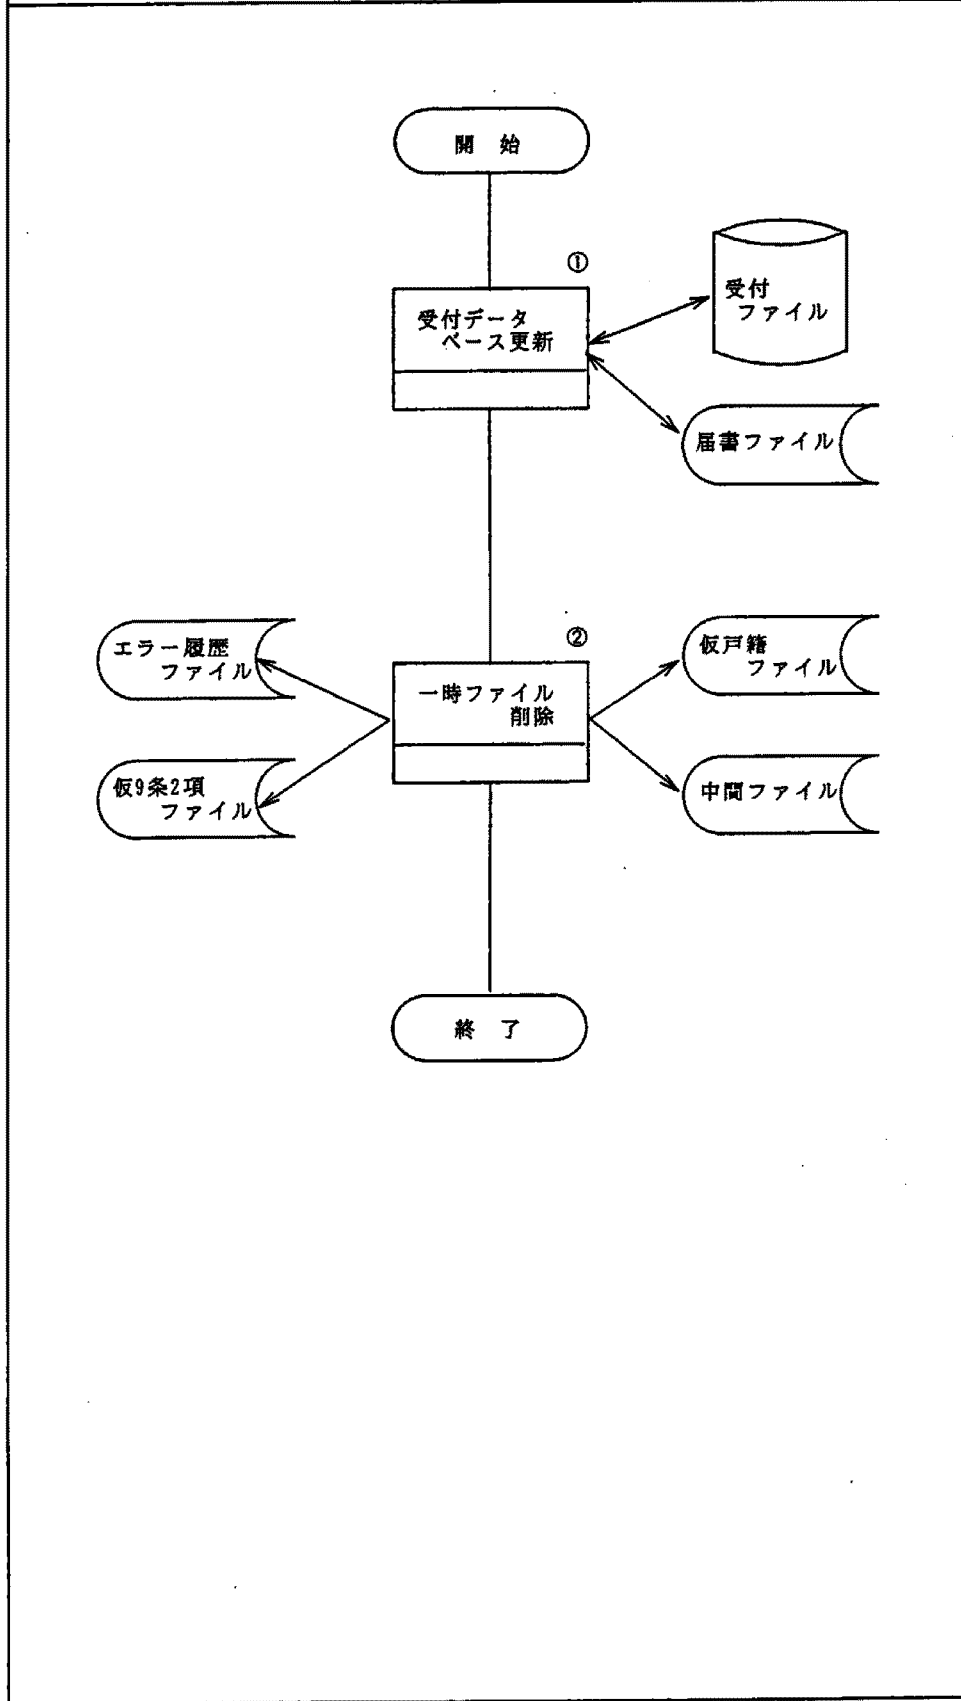 開 始
①
受付データ
ベース更新
受付
ファイル
届書ファイル
エラー履歴
ファイル
②
一時ファイル
削除
仮戸籍
ファイル
仮9条2項
ファイル
中間ファイル
終 了